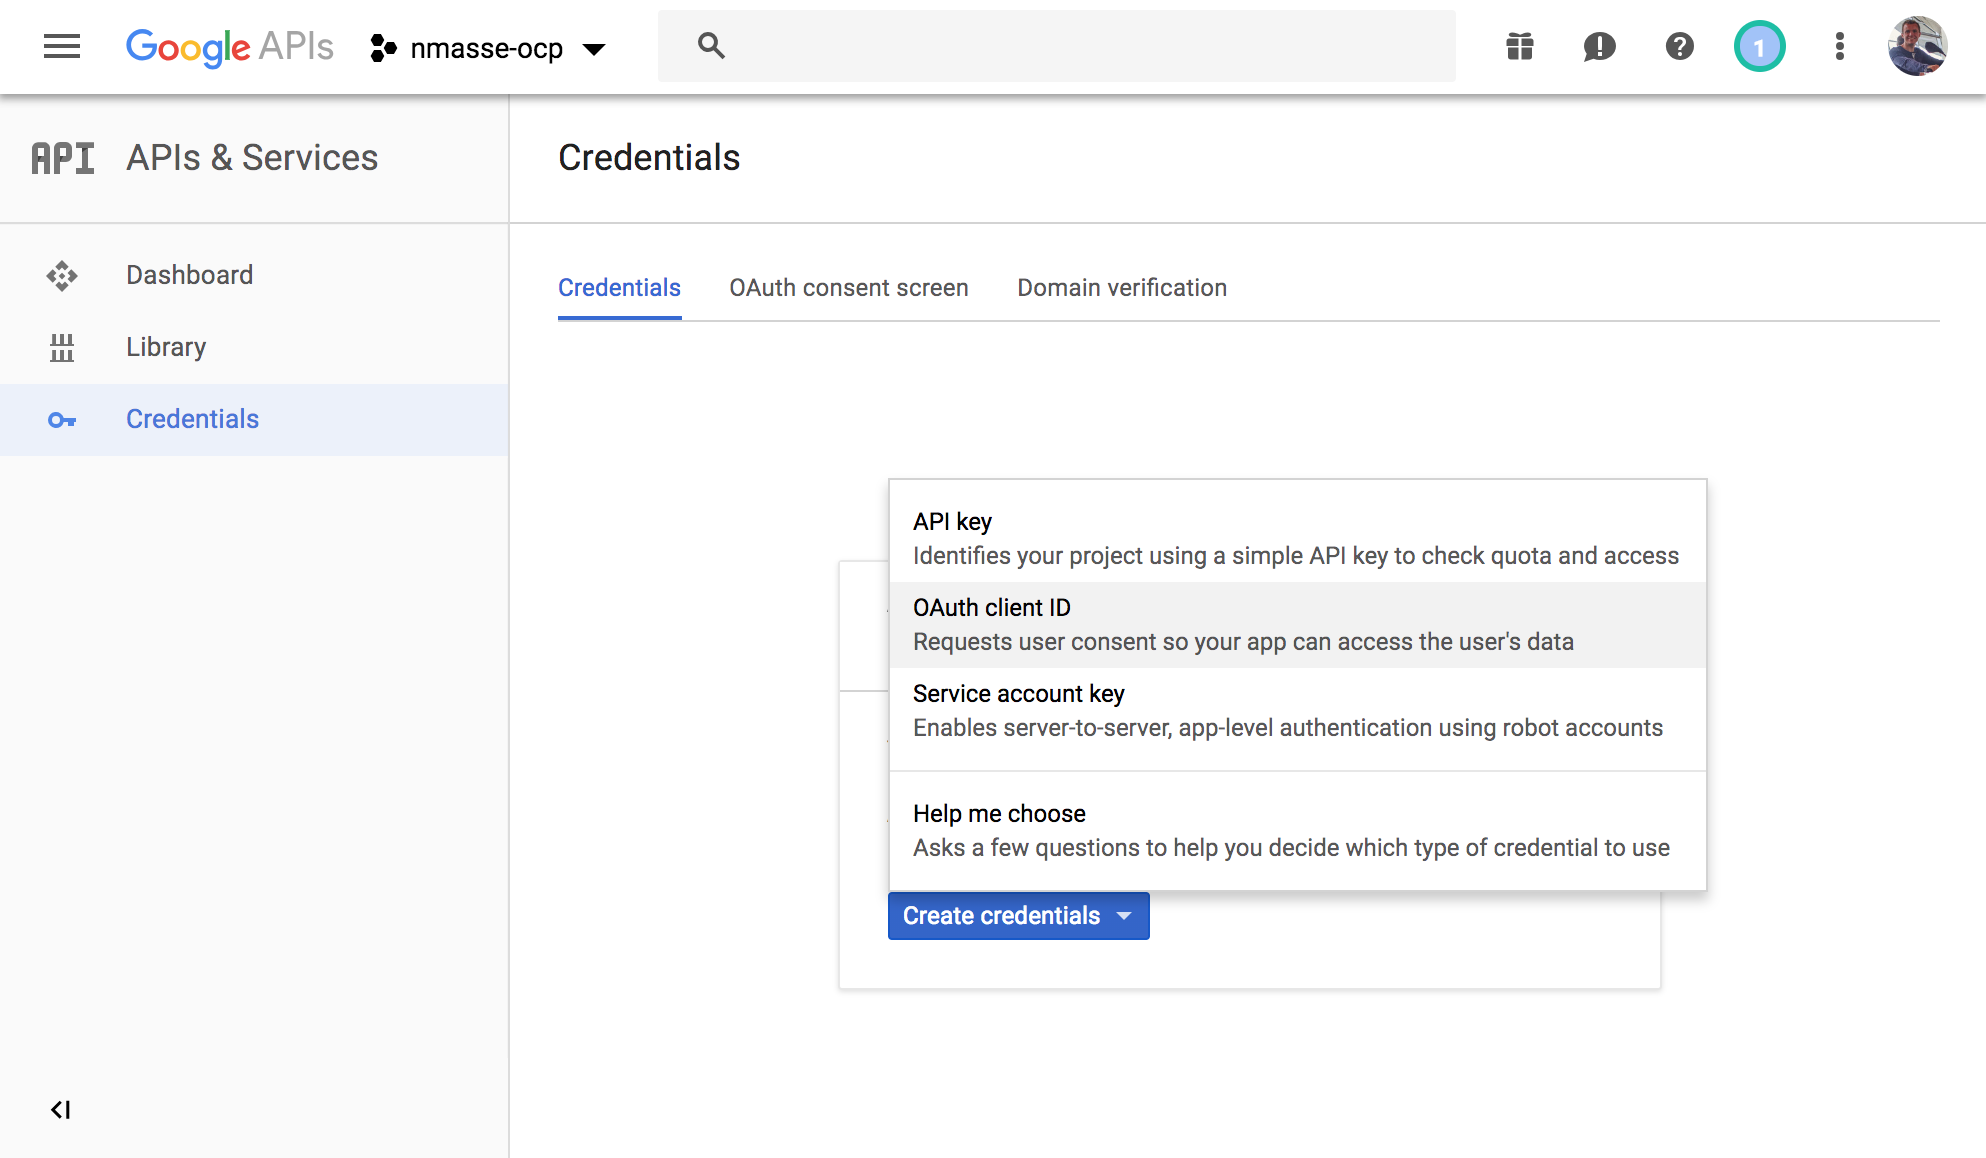 Google APIs
nmasse-ocp
1
API APIs & Services
Credentials
Dashboard
Library
Credentials
Credentials
OAuth consent screen
Domain verification
API key
Identifies your project using a simple API key to check quota and access
OAuth client ID
Requests user consent so your app can access the user's data
Service account key
Enables server-to-server, app-level authentication using robot accounts
Help me choose
Asks a few questions to help you decide which type of credential to use
Create credentials